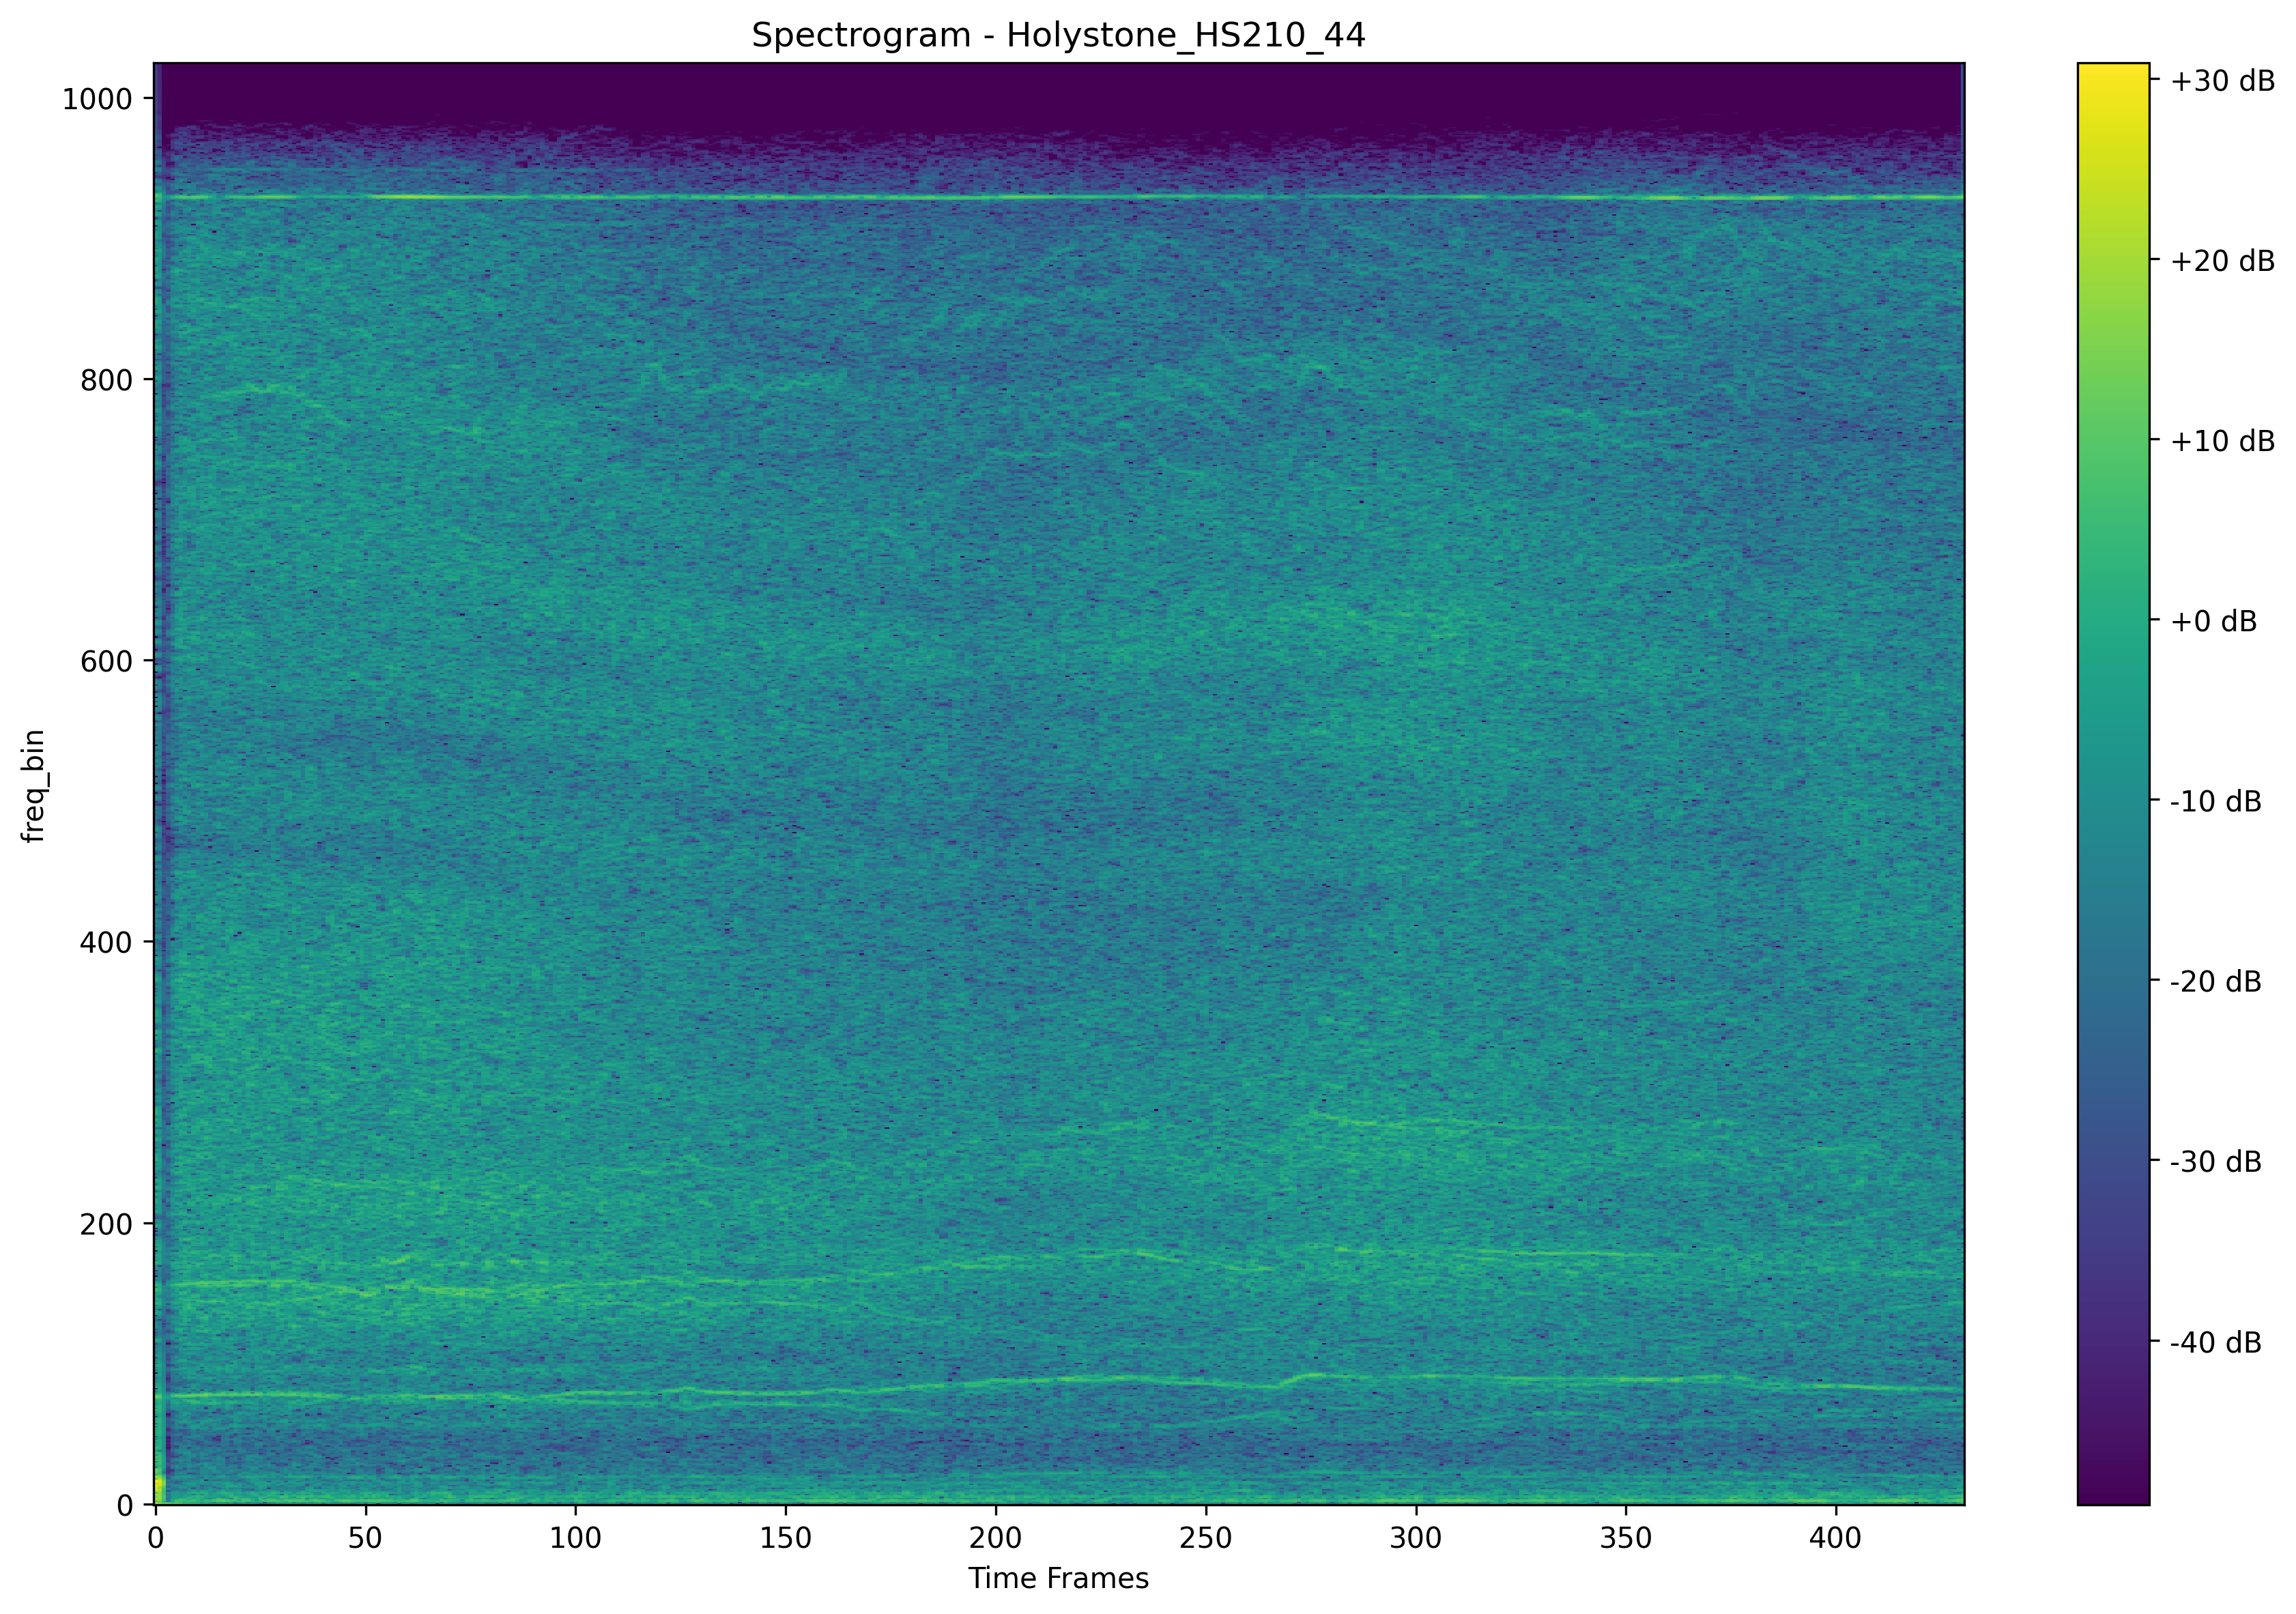 Spectrogram - Holystone_HS210_44
1000
800
600
400
200
0
freq_bin
0 50 100 150 200 250 300 350 400
Time Frames
+30 dB
+20 dB
+10 dB
+0 dB
-10 dB
-20 dB
-30 dB
-40 dB